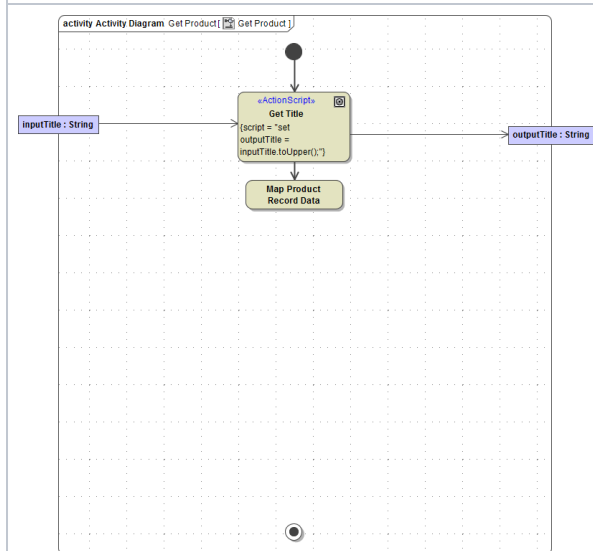 activity Activity Diagram Get Product [ Get Product ]
«ActionScript»
Get Title
{script = "set
outputTitle =
inputTitle.toUpper();"}
inputTitle : String
outputTitle : String
Map Product
Record Data